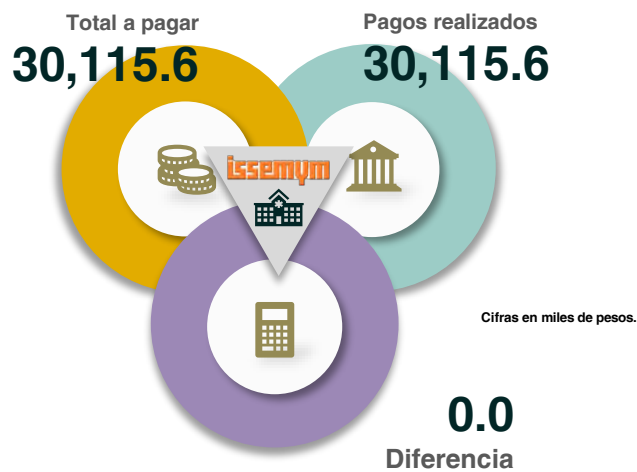 Total a pagar
30,115.6
Pagos realizados
30,115.6
issemym
Cifras en miles de pesos.
0.0
Diferencia